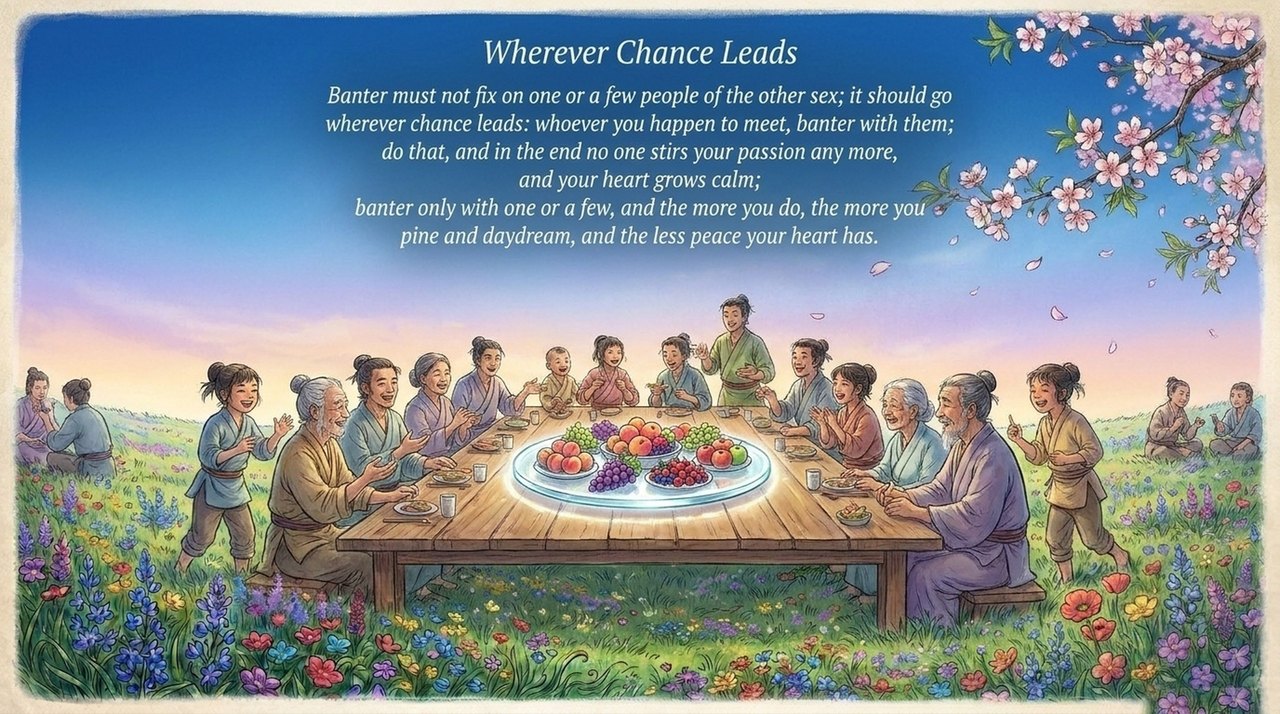 Wherever Chance Leads
Banter must not fix on one or a few people of the other sex; it should go
wherever chance leads: whoever you happen to meet, banter with them;
do that, and in the end no one stirs your passion any more,
and your heart grows calm;
banter only with one or a few, and the more you do, the more you
pine and daydream, and the less peace your heart has.